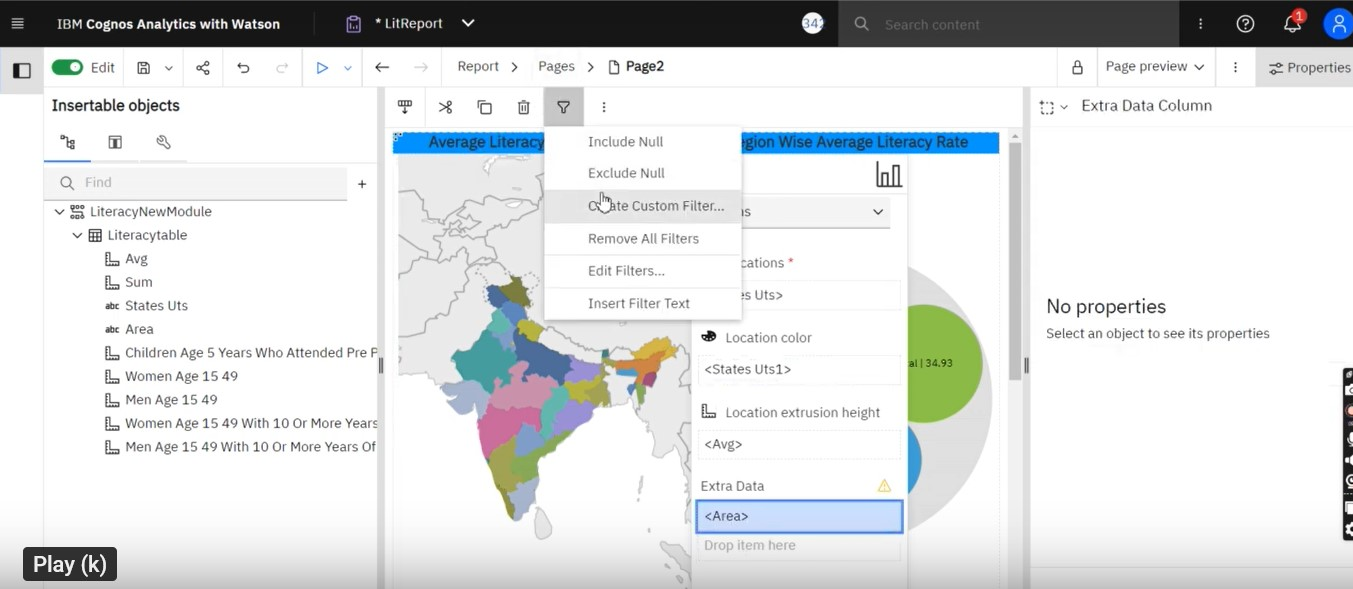 IBM Cognos Analytics with Watson
* LitReport
342
Search content
1
Edit
Report
Pages
Page2
Page preview
Properties
Insertable objects
Find
LiteracyNewModule
Literacytable
Avg
Sum
States Uts
Area
Children Age 5 Years Who Attended Pre P
Women Age 15 49
Men Age 15 49
Women Age 15 49 With 10 Or More Years
Men Age 15 49 With 10 Or More Years Of
Average Literacy
egion Wise Average Literacy Rate
Include Null
Exclude Null
Create Custom Filter...
Remove All Filters
Edit Filters...
Insert Filter Text
ns
cations *
es Uts>
Location color
<States Uts1>
Location extrusion height
<Avg>
Extra Data
<Area>
Drop item here
al | 34.93
Extra Data Column
No properties
Select an object to see its properties
Play (k)